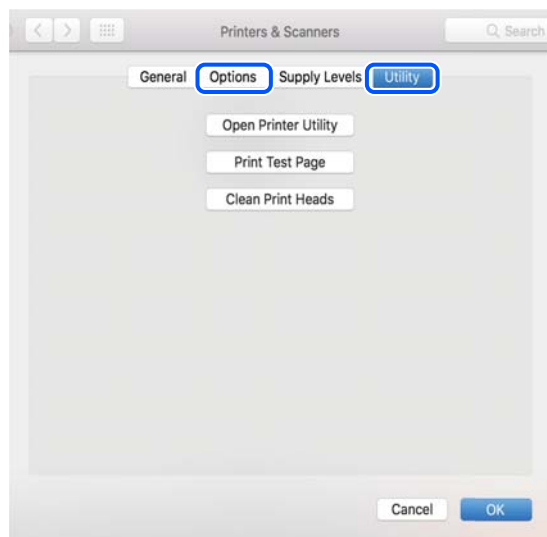 Printers & Scanners
Search
General Options Supply Levels Utility
Open Printer Utility
Print Test Page
Clean Print Heads
Cancel OK